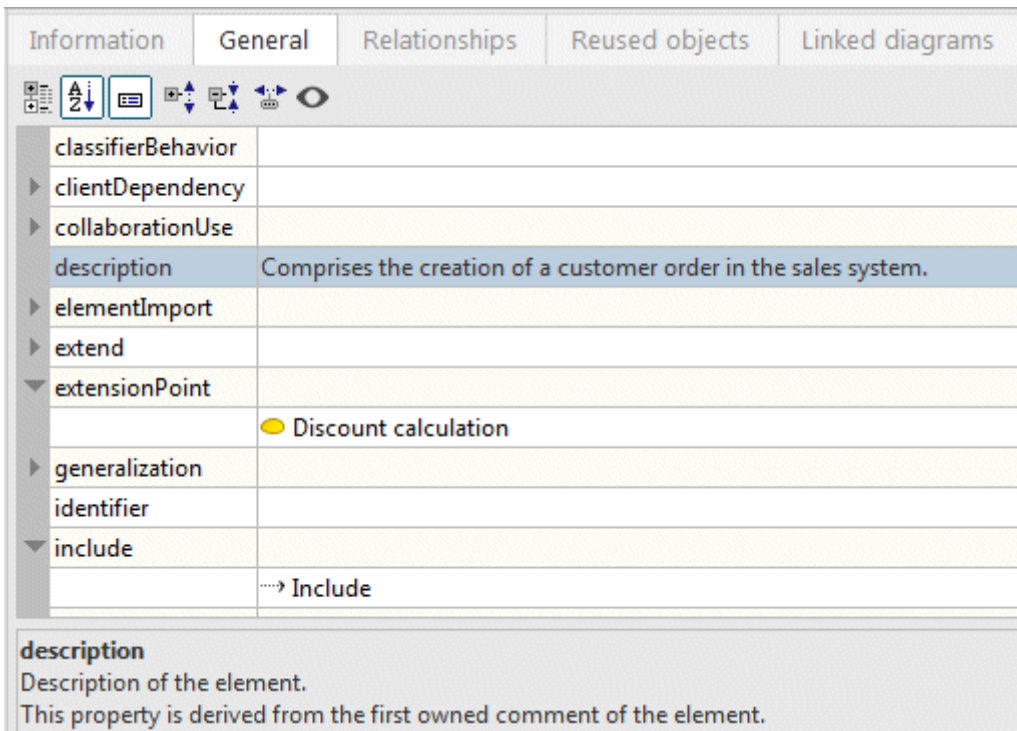 Information General Relationships Reused objects Linked diagrams
classifierBehavior
clientDependency
collaborationUse
description Comprises the creation of a customer order in the sales system.
elementImport
extend
extensionPoint
Discount calculation
generalization
identifier
include
Include
description
Description of the element.
This property is derived from the first owned comment of the element.